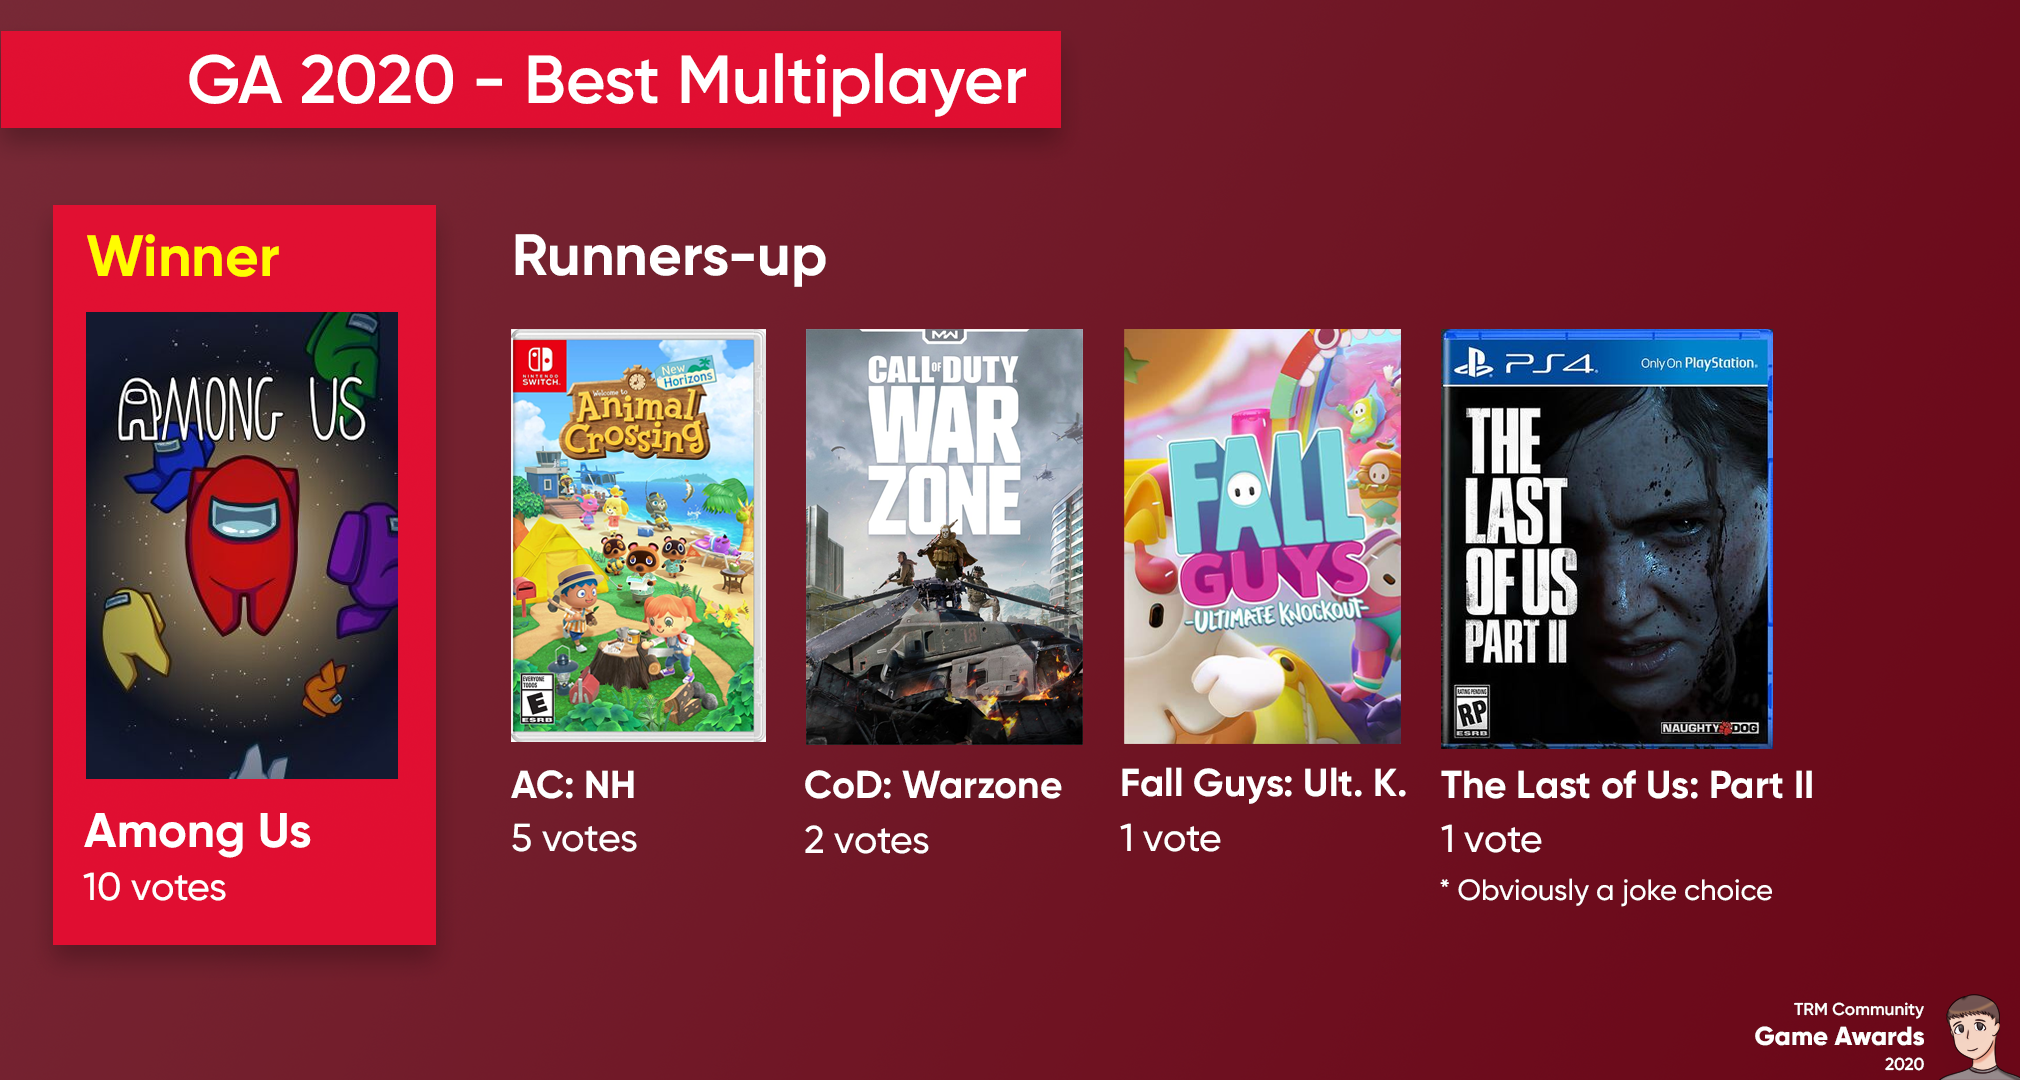 GA 2020 - Best Multiplayer
Winner
AMONG US
Among Us
10 votes
Runners-up
NINTENDO
SWITCH
New
Horizons
Welcome to
Animal
Crossing
EVERYONE
TODOS
E
ESRB
AC: NH
5 votes
MW
CALL OF DUTY
WAR
ZONE
18
CoD: Warzone
2 votes
FALL
GUYS
-ULTIMATE KNOCKOUT-
Fall Guys: Ult. K.
1 vote
PS4
Only On PlayStation.
THE
LAST
OF US
PART II
RATING PENDING
RP
ESRB
NAUGHTY DOG
The Last of Us: Part II
1 vote
* Obviously a joke choice
TRM Community
Game Awards
2020